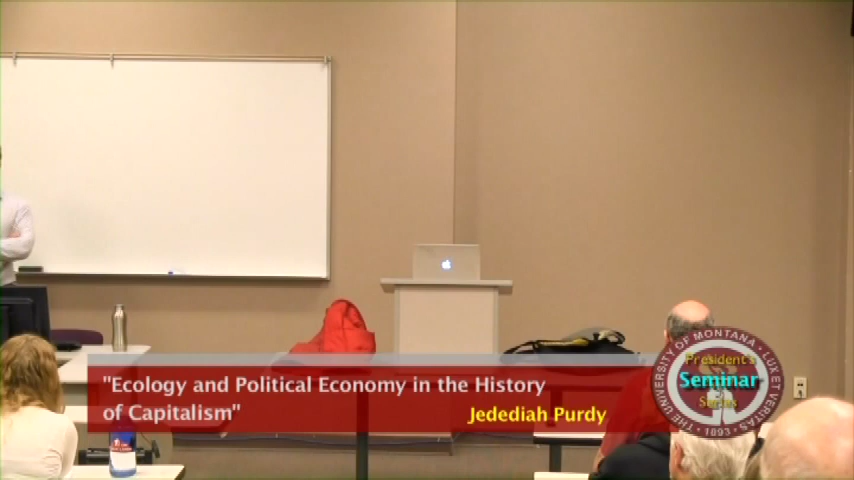 "Ecology and Political Economy in the History
of Capitalism"
Jedediah Purdy
THE UNIVERSITY OF MONTANA · LUX ET VERITAS ·
President's
Seminar
Series
1893